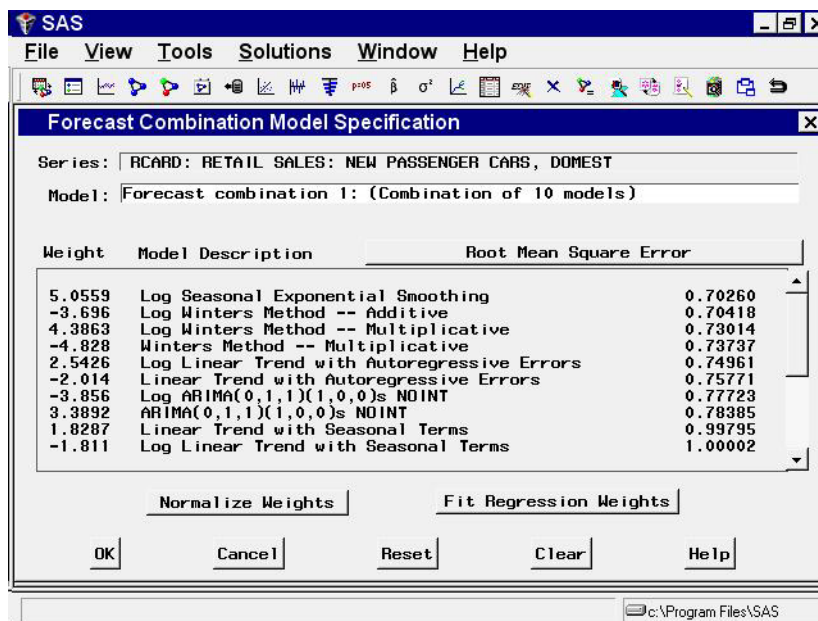 SAS
File View Tools Solutions Window Help
p=05 β̂ σ²
Forecast Combination Model Specification
Series: RCARD: RETAIL SALES: NEW PASSENGER CARS, DOMEST
Model: Forecast combination 1: (Combination of 10 models)
Weight Model Description Root Mean Square Error
5.0559 Log Seasonal Exponential Smoothing 0.70260
-3.696 Log Winters Method -- Additive 0.70418
4.3863 Log Winters Method -- Multiplicative 0.73014
-4.828 Winters Method -- Multiplicative 0.73737
2.5426 Log Linear Trend with Autoregressive Errors 0.74961
-2.014 Linear Trend with Autoregressive Errors 0.75771
-3.856 Log ARIMA(0,1,1)(1,0,0)s NOINT 0.77723
3.3892 ARIMA(0,1,1)(1,0,0)s NOINT 0.78385
1.8287 Linear Trend with Seasonal Terms 0.99795
-1.811 Log Linear Trend with Seasonal Terms 1.00002
Normalize Weights Fit Regression Weights
OK Cancel Reset Clear Help
c:\Program Files\SAS